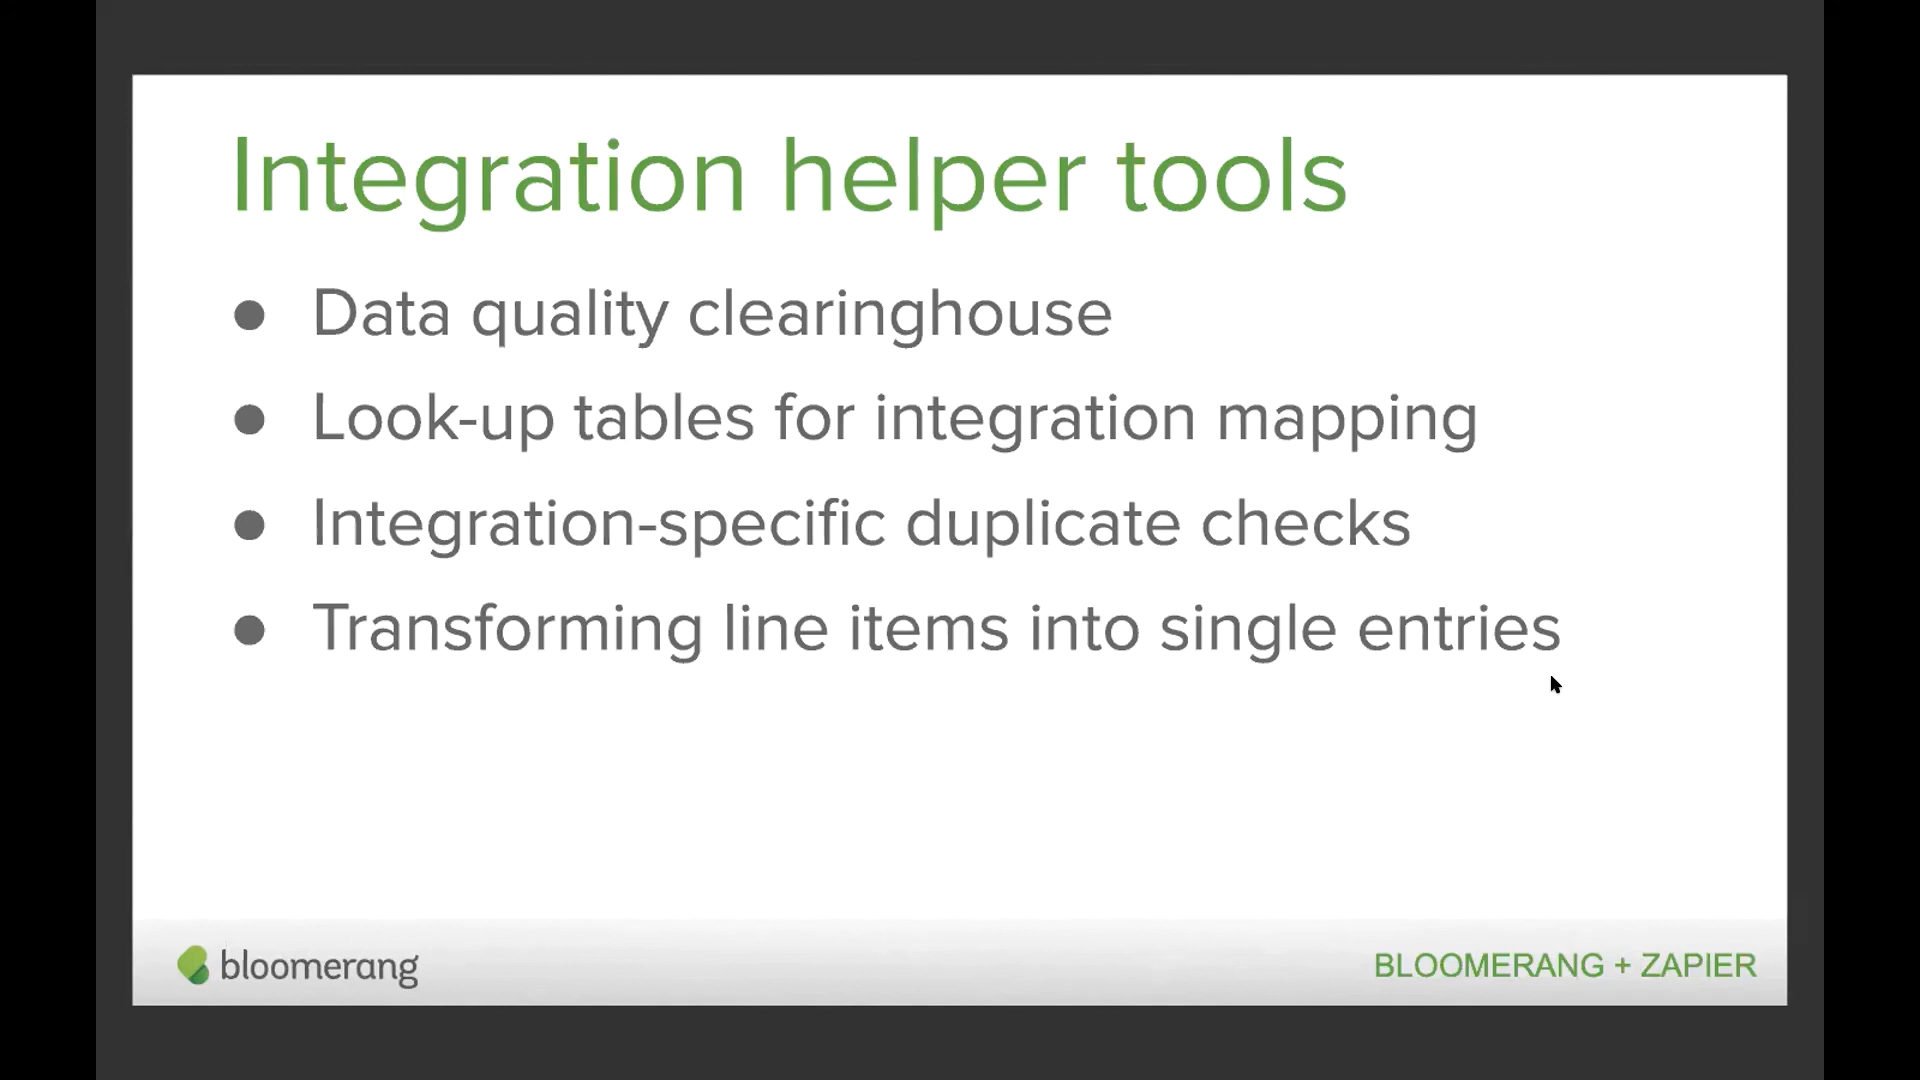 Integration helper tools
● Data quality clearinghouse
● Look-up tables for integration mapping
● Integration-specific duplicate checks
● Transforming line items into single entries
bloomerang
BLOOMERANG + ZAPIER